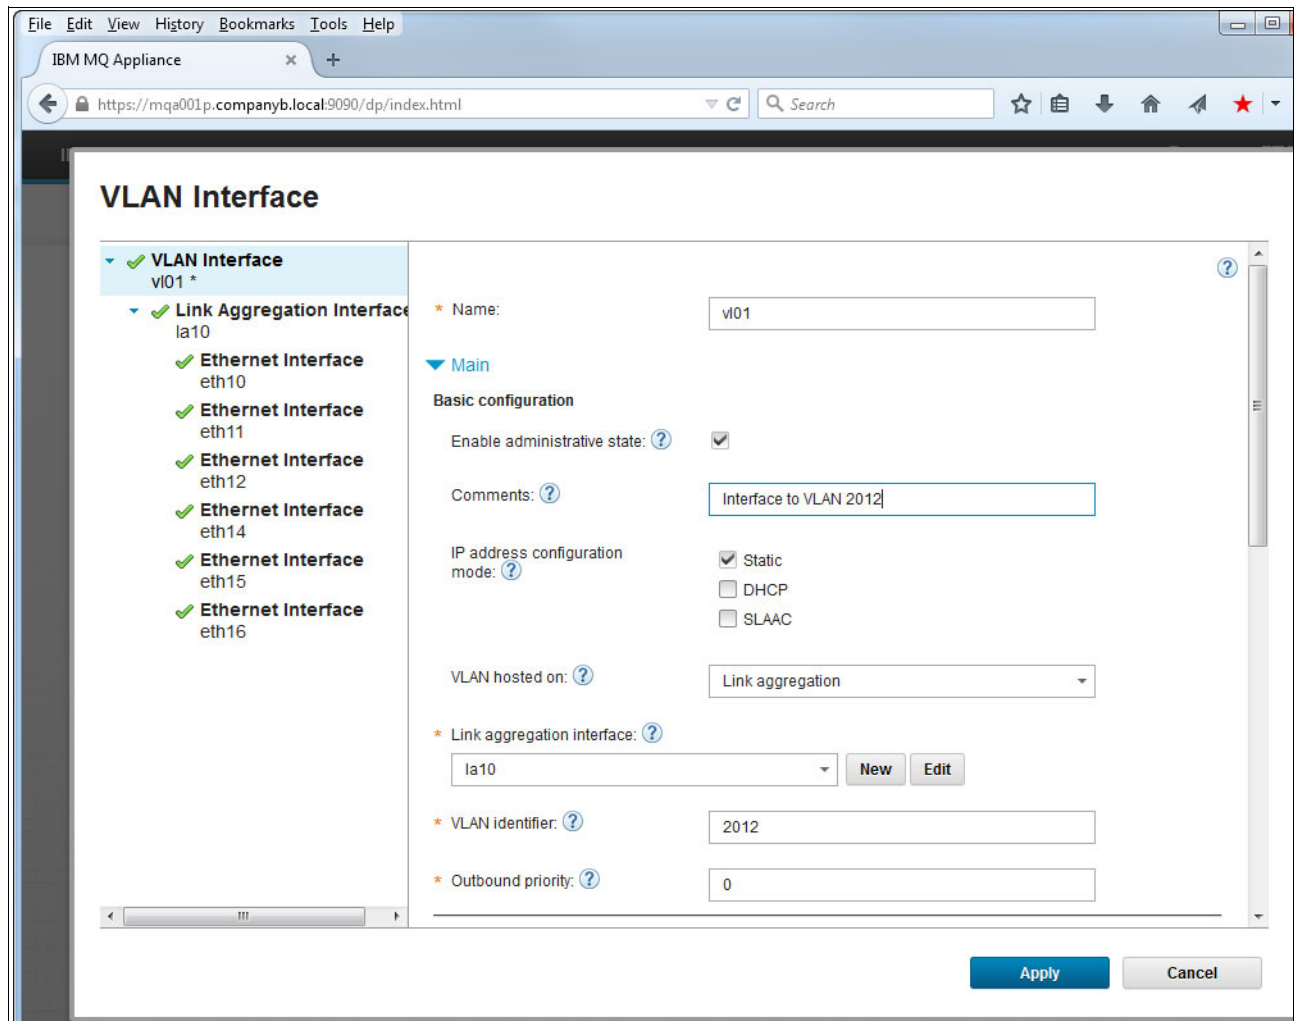 File Edit View History Bookmarks Tools Help
IBM MQ Appliance
https://mqa001p.companyb.local:9090/dp/index.html
Search
VLAN Interface
VLAN Interface
vl01 *
Link Aggregation Interface
la10
Ethernet Interface
eth10
Ethernet Interface
eth11
Ethernet Interface
eth12
Ethernet Interface
eth14
Ethernet Interface
eth15
Ethernet Interface
eth16
* Name:
vl01
Main
Basic configuration
Enable administrative state: ?
Comments: ?
Interface to VLAN 2012
IP address configuration
mode: ?
Static
DHCP
SLAAC
VLAN hosted on: ?
Link aggregation
* Link aggregation interface: ?
la10
New
Edit
* VLAN identifier: ?
2012
* Outbound priority: ?
0
Apply
Cancel